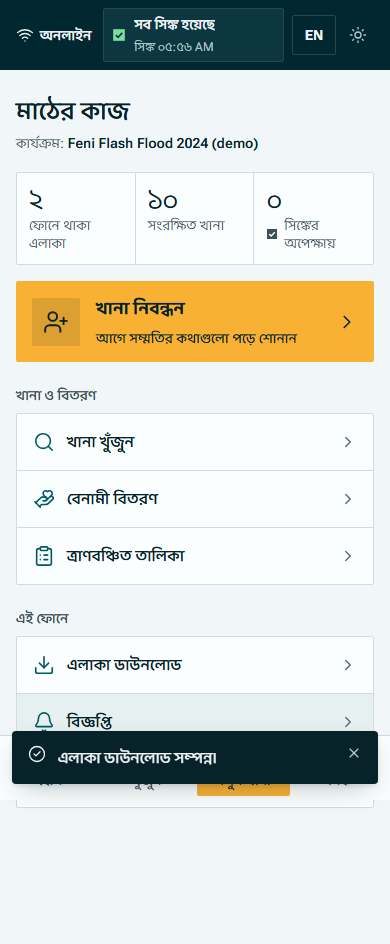 অনলাইন
সব সিঙ্ক হয়েছে
সিঙ্ক ০৫:৫৬ AM
EN
মাঠের কাজ
কার্যক্রম: Feni Flash Flood 2024 (demo)
২
ফোনে থাকা
এলাকা
১০
সংরক্ষিত খানা
০
সিঙ্কের
অপেক্ষায়
খানা নিবন্ধন
আগে সম্মতির কথাগুলো পড়ে শোনান
খানা ও বিতরণ
খানা খুঁজুন
বেনামী বিতরণ
ত্রাণবঞ্চিত তালিকা
এই ফোনে
এলাকা ডাউনলোড
বিজ্ঞপ্তি
এলাকা ডাউনলোড সম্পন্ন।